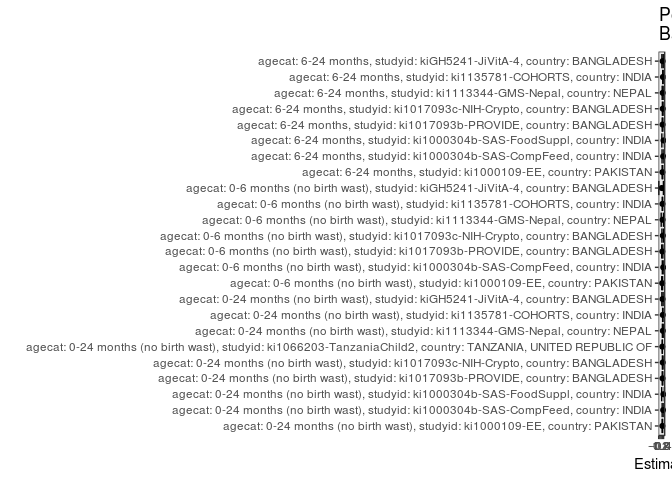 P
B
agecat: 6-24 months, studyid: kiGH5241-JiVitA-4, country: BANGLADESH
agecat: 6-24 months, studyid: ki1135781-COHORTS, country: INDIA
agecat: 6-24 months, studyid: ki1113344-GMS-Nepal, country: NEPAL
agecat: 6-24 months, studyid: ki1017093c-NIH-Crypto, country: BANGLADESH
agecat: 6-24 months, studyid: ki1017093b-PROVIDE, country: BANGLADESH
agecat: 6-24 months, studyid: ki1000304b-SAS-FoodSuppl, country: INDIA
agecat: 6-24 months, studyid: ki1000304b-SAS-CompFeed, country: INDIA
agecat: 6-24 months, studyid: ki1000109-EE, country: PAKISTAN
agecat: 0-6 months (no birth wast), studyid: kiGH5241-JiVitA-4, country: BANGLADESH
agecat: 0-6 months (no birth wast), studyid: ki1135781-COHORTS, country: INDIA
agecat: 0-6 months (no birth wast), studyid: ki1113344-GMS-Nepal, country: NEPAL
agecat: 0-6 months (no birth wast), studyid: ki1017093c-NIH-Crypto, country: BANGLADESH
agecat: 0-6 months (no birth wast), studyid: ki1017093b-PROVIDE, country: BANGLADESH
agecat: 0-6 months (no birth wast), studyid: ki1000304b-SAS-CompFeed, country: INDIA
agecat: 0-6 months (no birth wast), studyid: ki1000109-EE, country: PAKISTAN
agecat: 0-24 months (no birth wast), studyid: kiGH5241-JiVitA-4, country: BANGLADESH
agecat: 0-24 months (no birth wast), studyid: ki1135781-COHORTS, country: INDIA
agecat: 0-24 months (no birth wast), studyid: ki1113344-GMS-Nepal, country: NEPAL
agecat: 0-24 months (no birth wast), studyid: ki1066203-TanzaniaChild2, country: TANZANIA, UNITED REPUBLIC OF
agecat: 0-24 months (no birth wast), studyid: ki1017093c-NIH-Crypto, country: BANGLADESH
agecat: 0-24 months (no birth wast), studyid: ki1017093b-PROVIDE, country: BANGLADESH
agecat: 0-24 months (no birth wast), studyid: ki1000304b-SAS-FoodSuppl, country: INDIA
agecat: 0-24 months (no birth wast), studyid: ki1000304b-SAS-CompFeed, country: INDIA
agecat: 0-24 months (no birth wast), studyid: ki1000109-EE, country: PAKISTAN
Estima